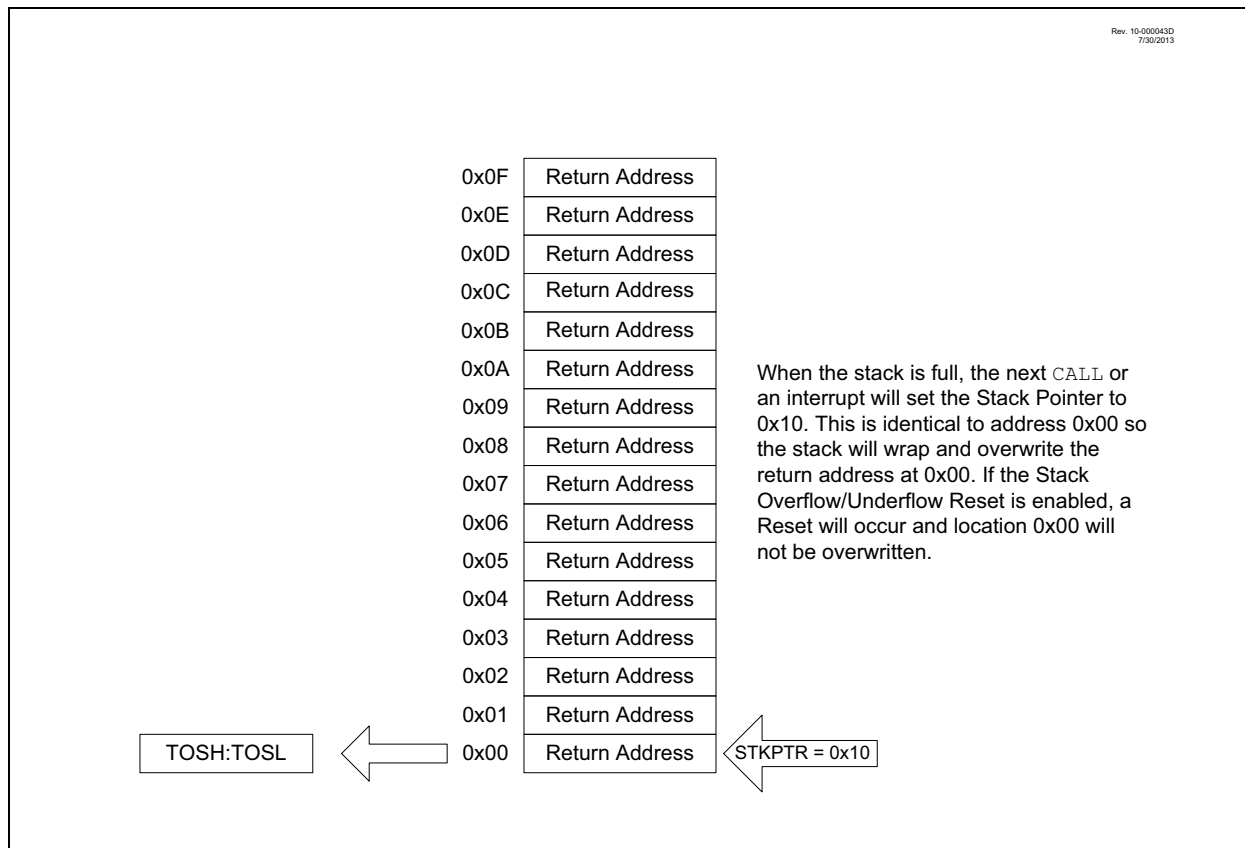 Rev. 10-000043D
7/30/2013
0x0F Return Address
0x0E Return Address
0x0D Return Address
0x0C Return Address
0x0B Return Address
0x0A Return Address
0x09 Return Address
0x08 Return Address
0x07 Return Address
0x06 Return Address
0x05 Return Address
0x04 Return Address
0x03 Return Address
0x02 Return Address
0x01 Return Address
TOSH:TOSL 0x00 Return Address STKPTR = 0x10
When the stack is full, the next CALL or
an interrupt will set the Stack Pointer to
0x10. This is identical to address 0x00 so
the stack will wrap and overwrite the
return address at 0x00. If the Stack
Overflow/Underflow Reset is enabled, a
Reset will occur and location 0x00 will
not be overwritten.